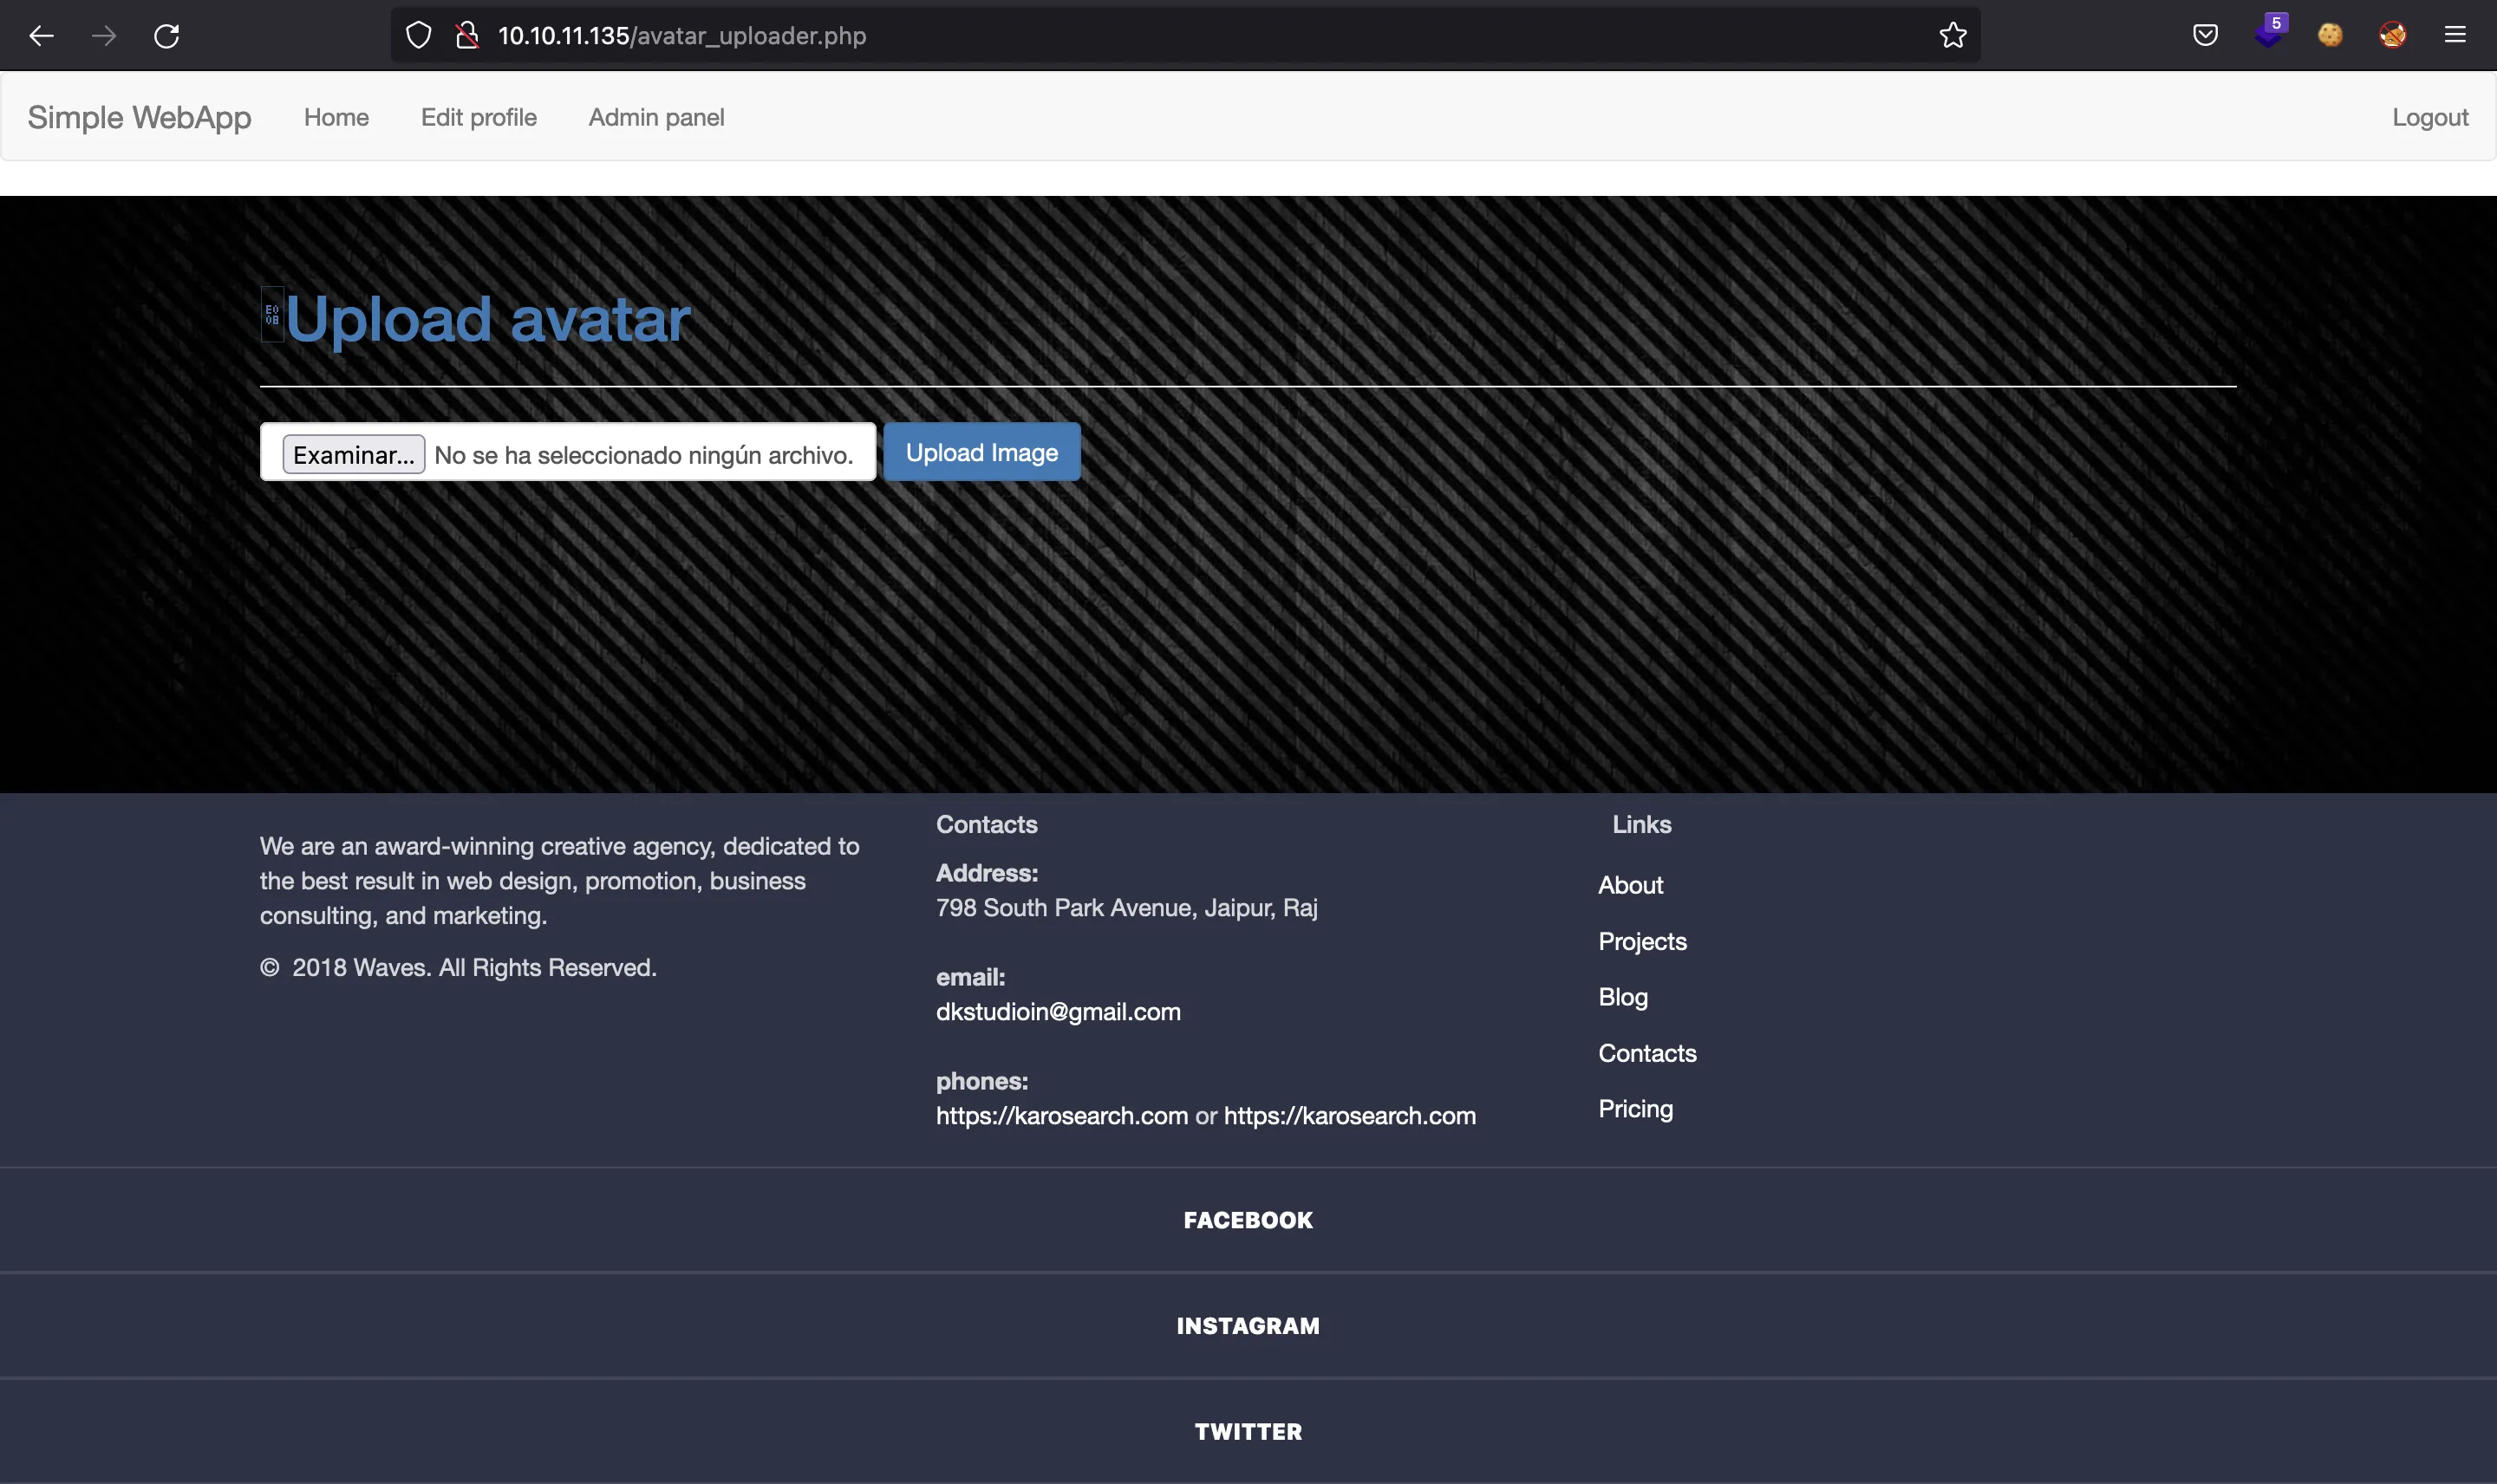 10.10.11.135/avatar_uploader.php
5
Simple WebApp Home Edit profile Admin panel Logout
E0
08
Upload avatar
Examinar... No se ha seleccionado ningún archivo. Upload Image
We are an award-winning creative agency, dedicated to
the best result in web design, promotion, business
consulting, and marketing.
© 2018 Waves. All Rights Reserved.
Contacts
Address:
798 South Park Avenue, Jaipur, Raj
email:
dkstudioin@gmail.com
phones:
https://karosearch.com or https://karosearch.com
Links
About
Projects
Blog
Contacts
Pricing
FACEBOOK
INSTAGRAM
TWITTER